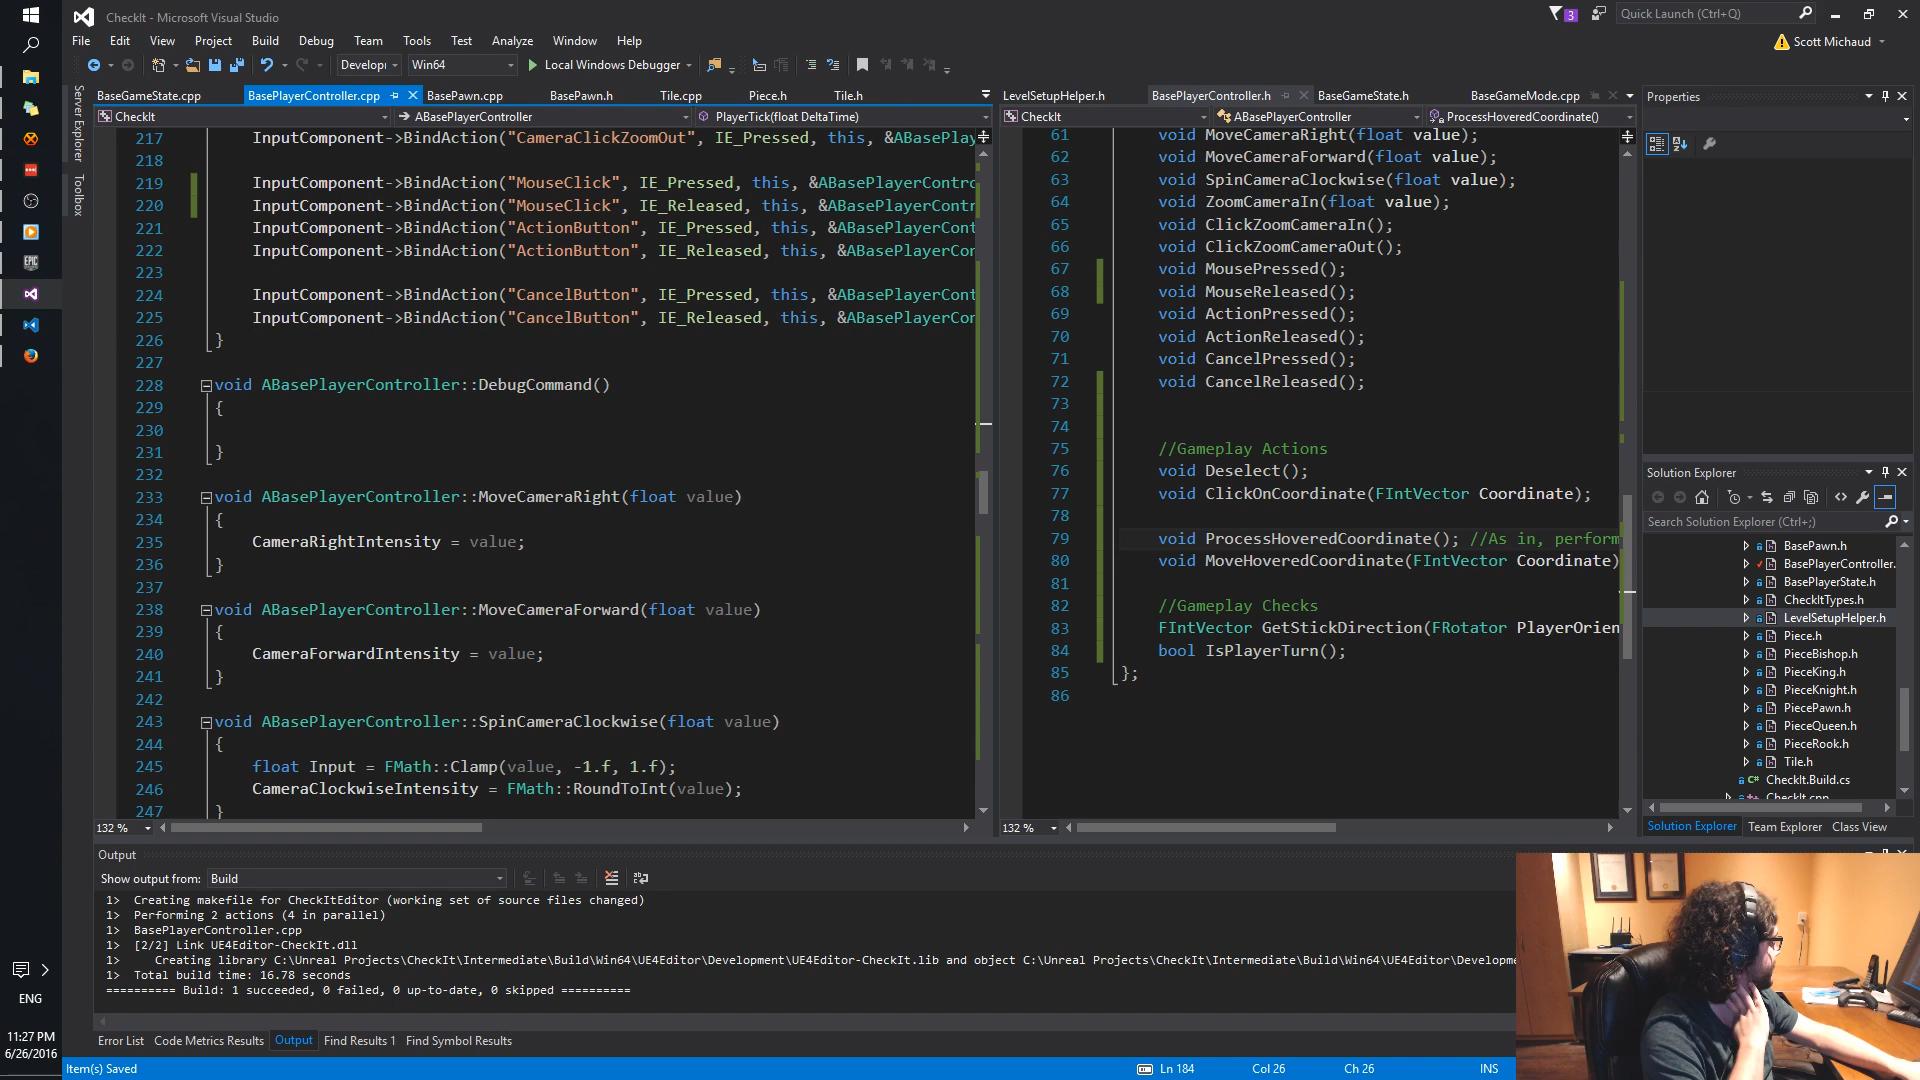 CheckIt - Microsoft Visual Studio
3
Quick Launch (Ctrl+Q)
File Edit View Project Build Debug Team Tools Test Analyze Window Help
Scott Michaud
Develop Win64 Local Windows Debugger
Server Explorer
Toolbox
BaseGameState.cpp BasePlayerController.cpp BasePawn.cpp BasePawn.h Tile.cpp Piece.h Tile.h
CheckIt ABasePlayerController PlayerTick(float DeltaTime)
217 InputComponent->BindAction("CameraClickZoomOut", IE_Pressed, this, &ABasePlay
218
219 InputComponent->BindAction("MouseClick", IE_Pressed, this, &ABasePlayerContro
220 InputComponent->BindAction("MouseClick", IE_Released, this, &ABasePlayerContr
221 InputComponent->BindAction("ActionButton", IE_Pressed, this, &ABasePlayerCont
222 InputComponent->BindAction("ActionButton", IE_Released, this, &ABasePlayerCon
223
224 InputComponent->BindAction("CancelButton", IE_Pressed, this, &ABasePlayerCont
225 InputComponent->BindAction("CancelButton", IE_Released, this, &ABasePlayerCon
226 }
227
228 void ABasePlayerController::DebugCommand()
229 {
230
231 }
232
233 void ABasePlayerController::MoveCameraRight(float value)
234 {
235 CameraRightIntensity = value;
236 }
237
238 void ABasePlayerController::MoveCameraForward(float value)
239 {
240 CameraForwardIntensity = value;
241 }
242
243 void ABasePlayerController::SpinCameraClockwise(float value)
244 {
245 float Input = FMath::Clamp(value, -1.f, 1.f);
246 CameraClockwiseIntensity = FMath::RoundToInt(value);
247 }
132 %
LevelSetupHelper.h BasePlayerController.h BaseGameState.h BaseGameMode.cpp
CheckIt ABasePlayerController ProcessHoveredCoordinate()
61 void MoveCameraRight(float value);
62 void MoveCameraForward(float value);
63 void SpinCameraClockwise(float value);
64 void ZoomCameraIn(float value);
65 void ClickZoomCameraIn();
66 void ClickZoomCameraOut();
67 void MousePressed();
68 void MouseReleased();
69 void ActionPressed();
70 void ActionReleased();
71 void CancelPressed();
72 void CancelReleased();
73
74
75 //Gameplay Actions
76 void Deselect();
77 void ClickOnCoordinate(FIntVector Coordinate);
78
79 void ProcessHoveredCoordinate(); //As in, perform
80 void MoveHoveredCoordinate(FIntVector Coordinate)
81
82 //Gameplay Checks
83 FIntVector GetStickDirection(FRotator PlayerOrien
84 bool IsPlayerTurn();
85 };
86
132 %
Properties
Solution Explorer
Search Solution Explorer (Ctrl+;)
BasePawn.h
BasePlayerController.
BasePlayerState.h
CheckItTypes.h
LevelSetupHelper.h
Piece.h
PieceBishop.h
PieceKing.h
PieceKnight.h
PiecePawn.h
PieceQueen.h
PieceRook.h
Tile.h
C# CheckIt.Build.cs
CheckIt.cpp
Solution Explorer Team Explorer Class View
Output
Show output from: Build
1> Creating makefile for CheckItEditor (working set of source files changed)
1> Performing 2 actions (4 in parallel)
1> BasePlayerController.cpp
1> [2/2] Link UE4Editor-CheckIt.dll
1> Creating library C:\Unreal Projects\CheckIt\Intermediate\Build\Win64\UE4Editor\Development\UE4Editor-CheckIt.lib and object C:\Unreal Projects\CheckIt\Intermediate\Build\Win64\UE4Editor\Developme
1> Total build time: 16.78 seconds
========== Build: 1 succeeded, 0 failed, 0 up-to-date, 0 skipped ==========
Error List Code Metrics Results Output Find Results 1 Find Symbol Results
Item(s) Saved Ln 184 Col 26 Ch 26 INS
EPIC
ENG
11:27 PM
6/26/2016